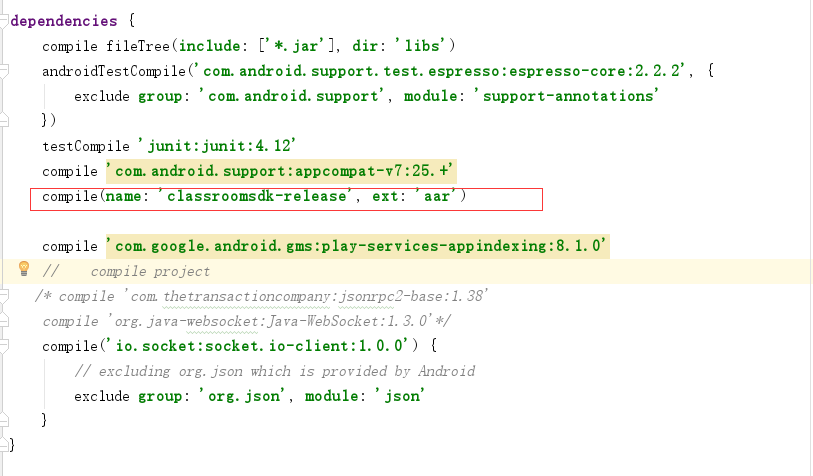 dependencies {
compile fileTree(include: ['*.jar'], dir: 'libs')
androidTestCompile('com.android.support.test.espresso:espresso-core:2.2.2', {
exclude group: 'com.android.support', module: 'support-annotations'
})
testCompile 'junit:junit:4.12'
compile 'com.android.support:appcompat-v7:25.+'
compile(name: 'classroomsdk-release', ext: 'aar')
compile 'com.google.android.gms:play-services-appindexing:8.1.0'
// compile project
/* compile 'com.thetransactioncompany:jsonrpc2-base:1.38'
compile 'org.java-websocket:Java-WebSocket:1.3.0'*/
compile('io.socket:socket.io-client:1.0.0') {
// excluding org.json which is provided by Android
exclude group: 'org.json', module: 'json'
}
}